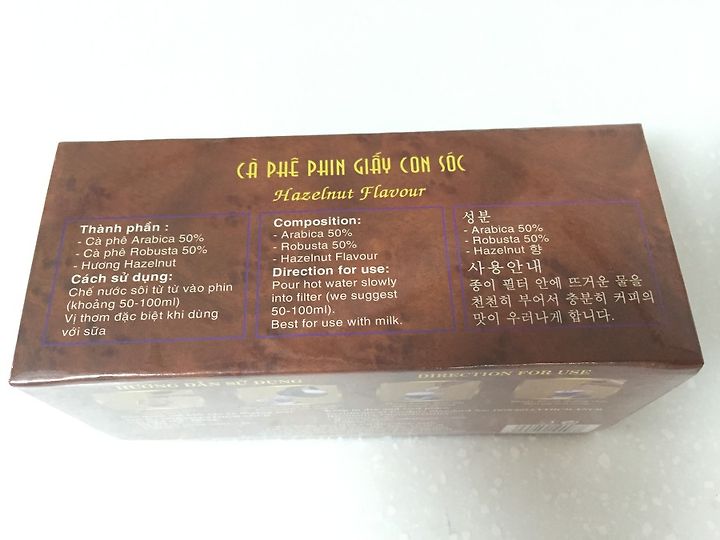 CÀ PHÊ PHIN GIẤY CON SÓC
Hazelnut Flavour
Thành phần :
- Cà phê Arabica 50%
- Cà phê Robusta 50%
- Hương Hazelnut
Cách sử dụng:
Chế nước sôi từ từ vào phin
(khoảng 50-100ml)
Vị thơm đặc biệt khi dùng
với sữa
Composition:
- Arabica 50%
- Robusta 50%
- Hazelnut Flavour
Direction for use:
Pour hot water slowly
into filter (we suggest
50-100ml).
Best for use with milk.
성분
- Arabica 50%
- Robusta 50%
- Hazelnut 향
사용안내
종이 필터 안에 뜨거운 물을
천천히 부어서 충분히 커피의
맛이 우러나게 합니다.
HƯỚNG DẪN SỬ DỤNG
DIRECTION FOR USE